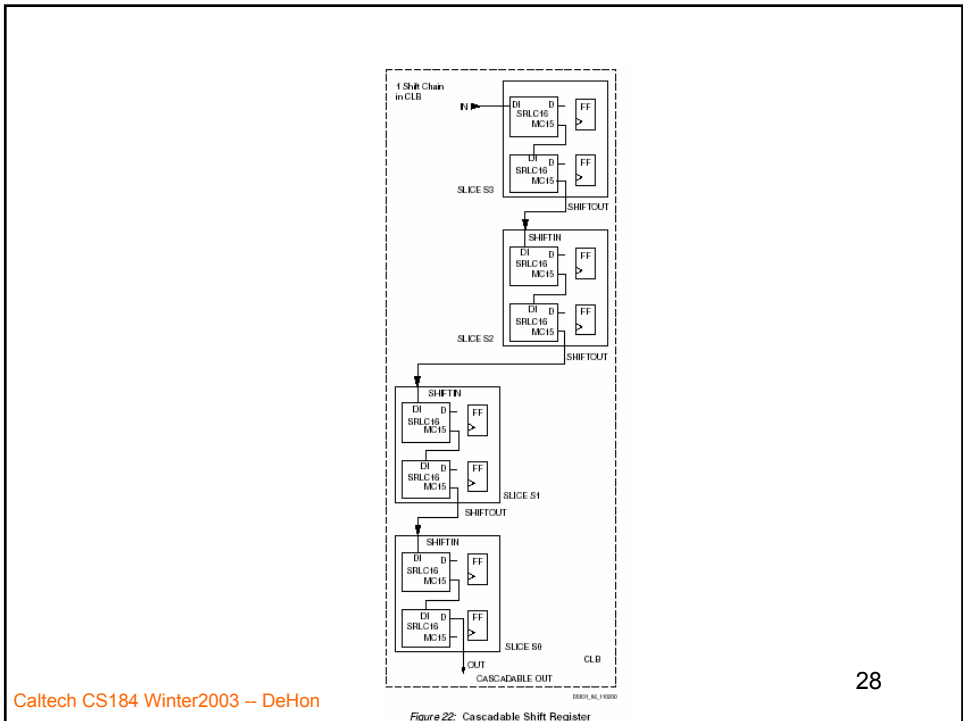 1 Shift Chain
in CLB
IN
DI D
SRLC16
MC15
FF
DI D
SRLC16
MC15
FF
SLICE S3
SHIFTOUT
SHIFTIN
DI D
SRLC16
MC15
FF
DI D
SRLC16
MC15
FF
SLICE S2
SHIFTOUT
SHIFTIN
DI D
SRLC16
MC15
FF
DI D
SRLC16
MC15
FF
SLICE S1
SHIFTOUT
SHIFTIN
DI D
SRLC16
MC15
FF
DI D
SRLC16
MC15
FF
SLICE S0
OUT
CLB
CASCADABLE OUT
28
Caltech CS184 Winter2003 -- DeHon
Figure 22: Cascadable Shift Register